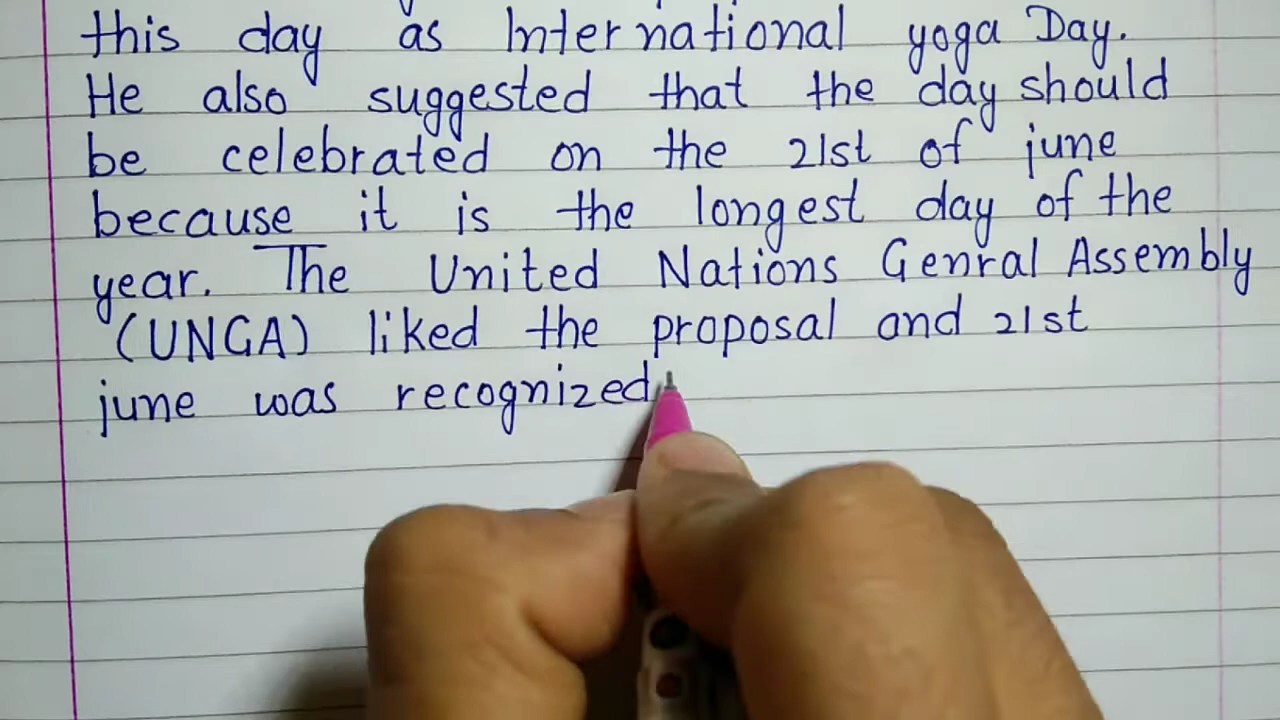 this day as International yoga Day.
He also suggested that the day should
be celebrated on the 21st of june
because it is the longest day of the
year. The United Nations Genral Assembly
(UNGA) liked the proposal and 21st
june was recognized